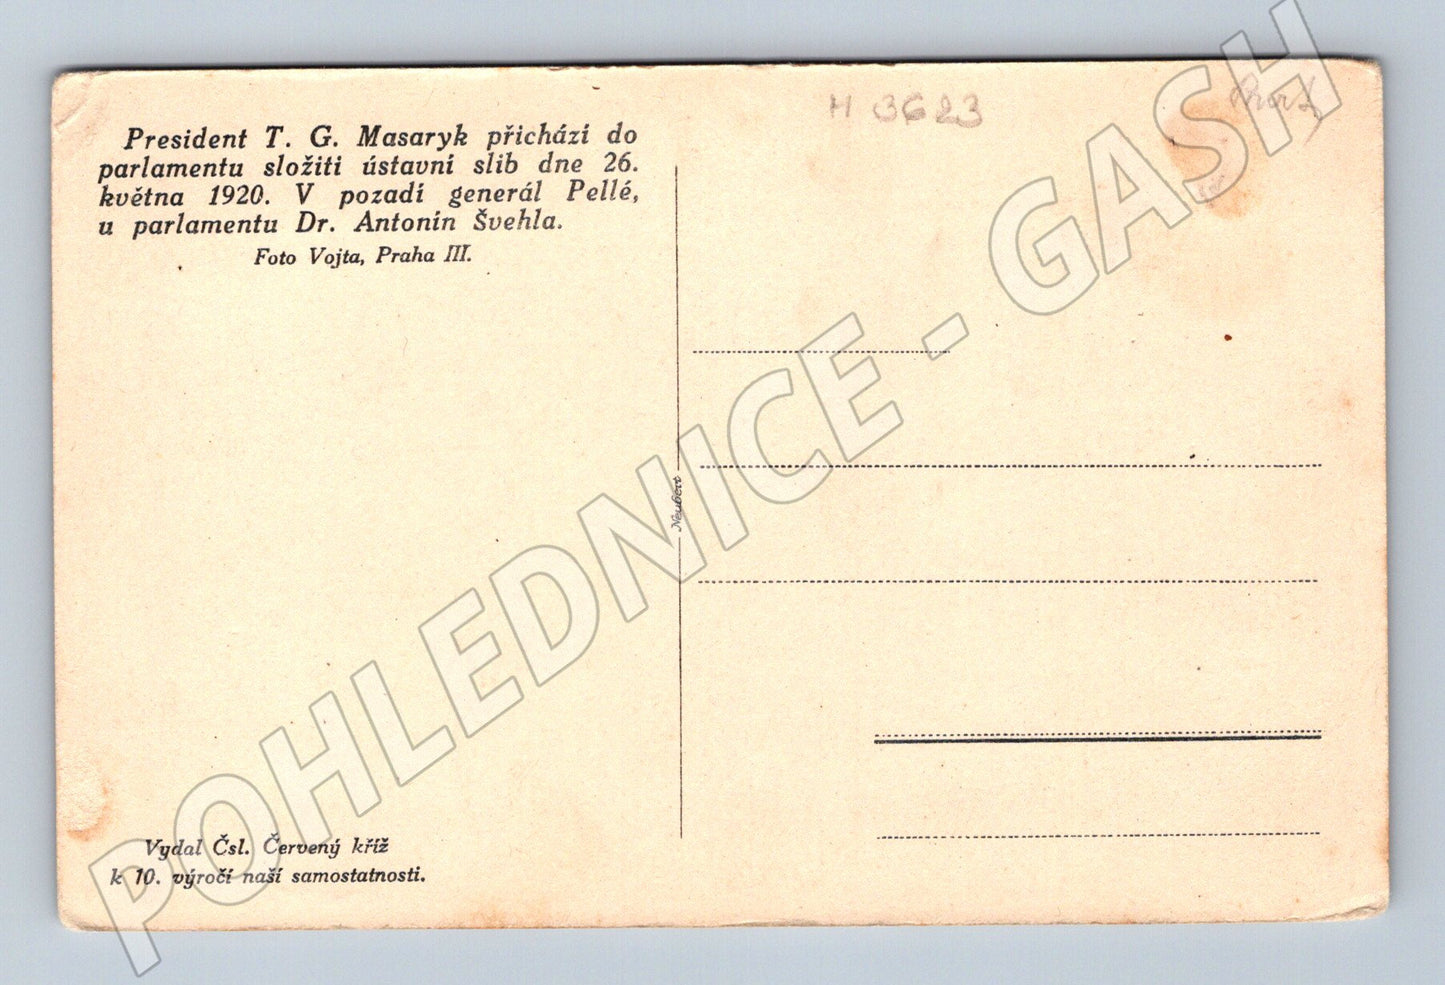 President T. G. Masaryk přichází do
parlamentu složiti ústavní slib dne 26.
května 1920. V pozadí generál Pellé,
u parlamentu Dr. Antonín Švehla.
Foto Vojta, Praha III.
H 3623
Neubert
Vydal Čsl. Červený kříž
k 10. výročí naší samostatnosti.
POHLEDNICE - GASH